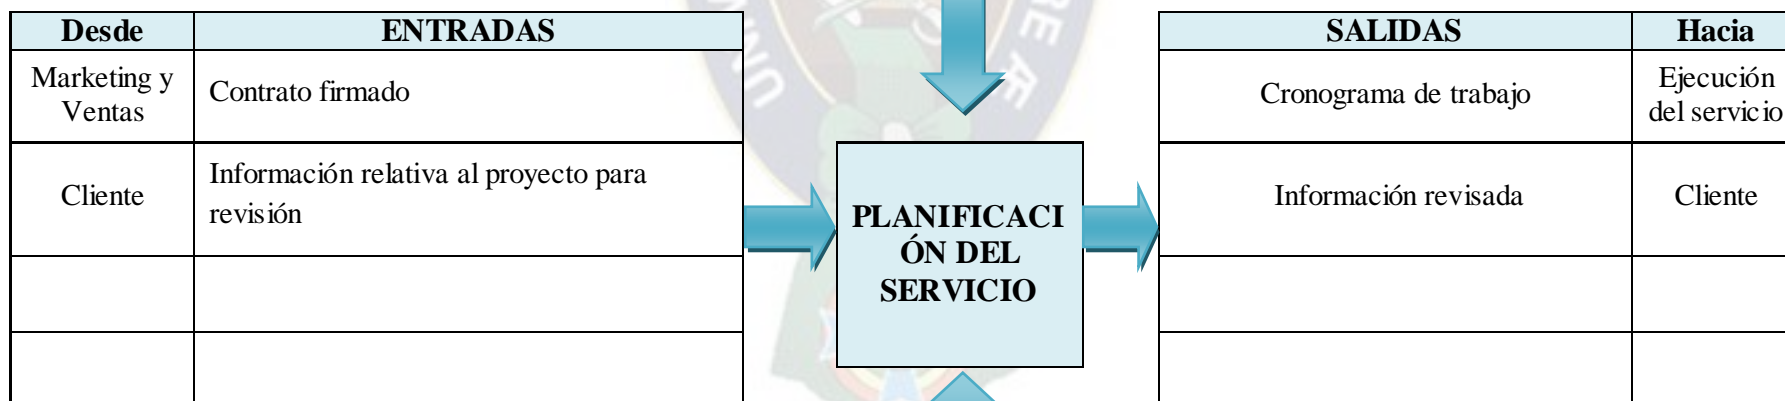 Desde
ENTRADAS
Marketing y
Ventas
Contrato firmado
Cliente
Información relativa al proyecto para
revisión
PLANIFICACI
ÓN DEL
SERVICIO
SALIDAS
Hacia
Cronograma de trabajo
Ejecución
del servicio
Información revisada
Cliente